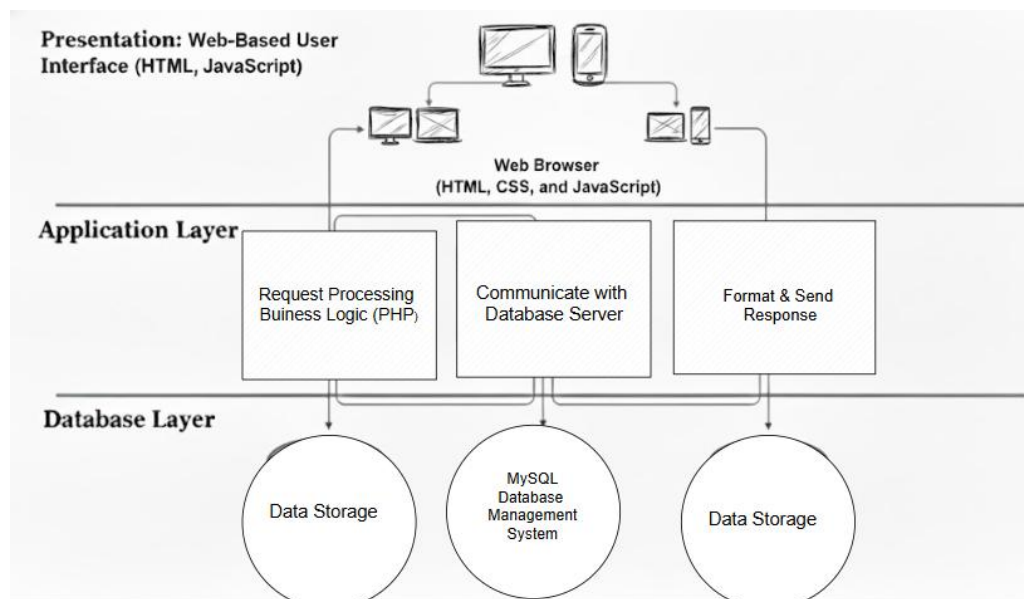 Presentation: Web-Based User
Interface (HTML, JavaScript)
Web Browser
(HTML, CSS, and JavaScript)
Application Layer
Request Processing
Buiness Logic (PHP)
Communicate with
Database Server
Format & Send
Response
Database Layer
Data Storage
MySQL
Database
Management
System
Data Storage